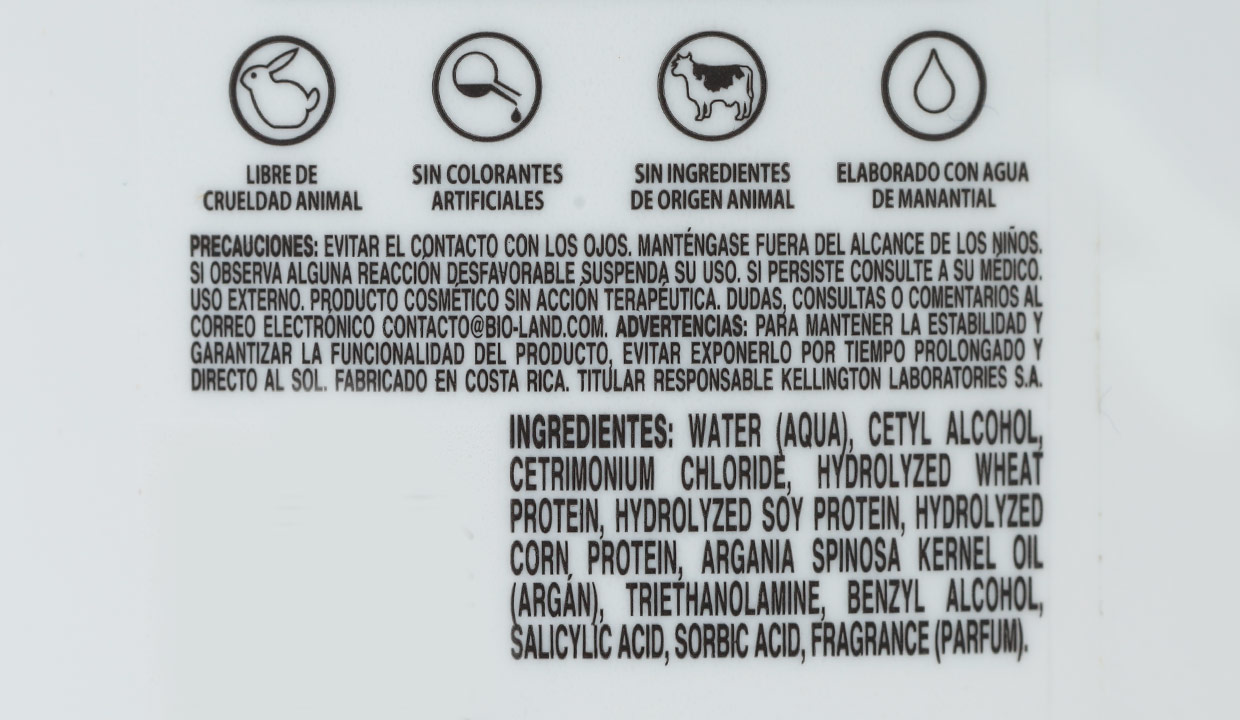 LIBRE DE
CRUELDAD ANIMAL
SIN COLORANTES
ARTIFICIALES
SIN INGREDIENTES
DE ORIGEN ANIMAL
ELABORADO CON AGUA
DE MANANTIAL
PRECAUCIONES: EVITAR EL CONTACTO CON LOS OJOS. MANTÉNGASE FUERA DEL ALCANCE DE LOS NIÑOS.
SI OBSERVA ALGUNA REACCIÓN DESFAVORABLE SUSPENDA SU USO. SI PERSISTE CONSULTE A SU MÉDICO.
USO EXTERNO. PRODUCTO COSMÉTICO SIN ACCIÓN TERAPÉUTICA. DUDAS, CONSULTAS O COMENTARIOS AL
CORREO ELECTRÓNICO CONTACTO@BIO-LAND.COM. ADVERTENCIAS: PARA MANTENER LA ESTABILIDAD Y
GARANTIZAR LA FUNCIONALIDAD DEL PRODUCTO, EVITAR EXPONERLO POR TIEMPO PROLONGADO Y
DIRECTO AL SOL. FABRICADO EN COSTA RICA. TITULAR RESPONSABLE KELLINGTON LABORATORIES S.A.
INGREDIENTES: WATER (AQUA), CETYL ALCOHOL,
CETRIMONIUM CHLORIDE, HYDROLYZED WHEAT
PROTEIN, HYDROLYZED SOY PROTEIN, HYDROLYZED
CORN PROTEIN, ARGANIA SPINOSA KERNEL OIL
(ARGÁN), TRIETHANOLAMINE, BENZYL ALCOHOL,
SALICYLIC ACID, SORBIC ACID, FRAGRANCE (PARFUM).